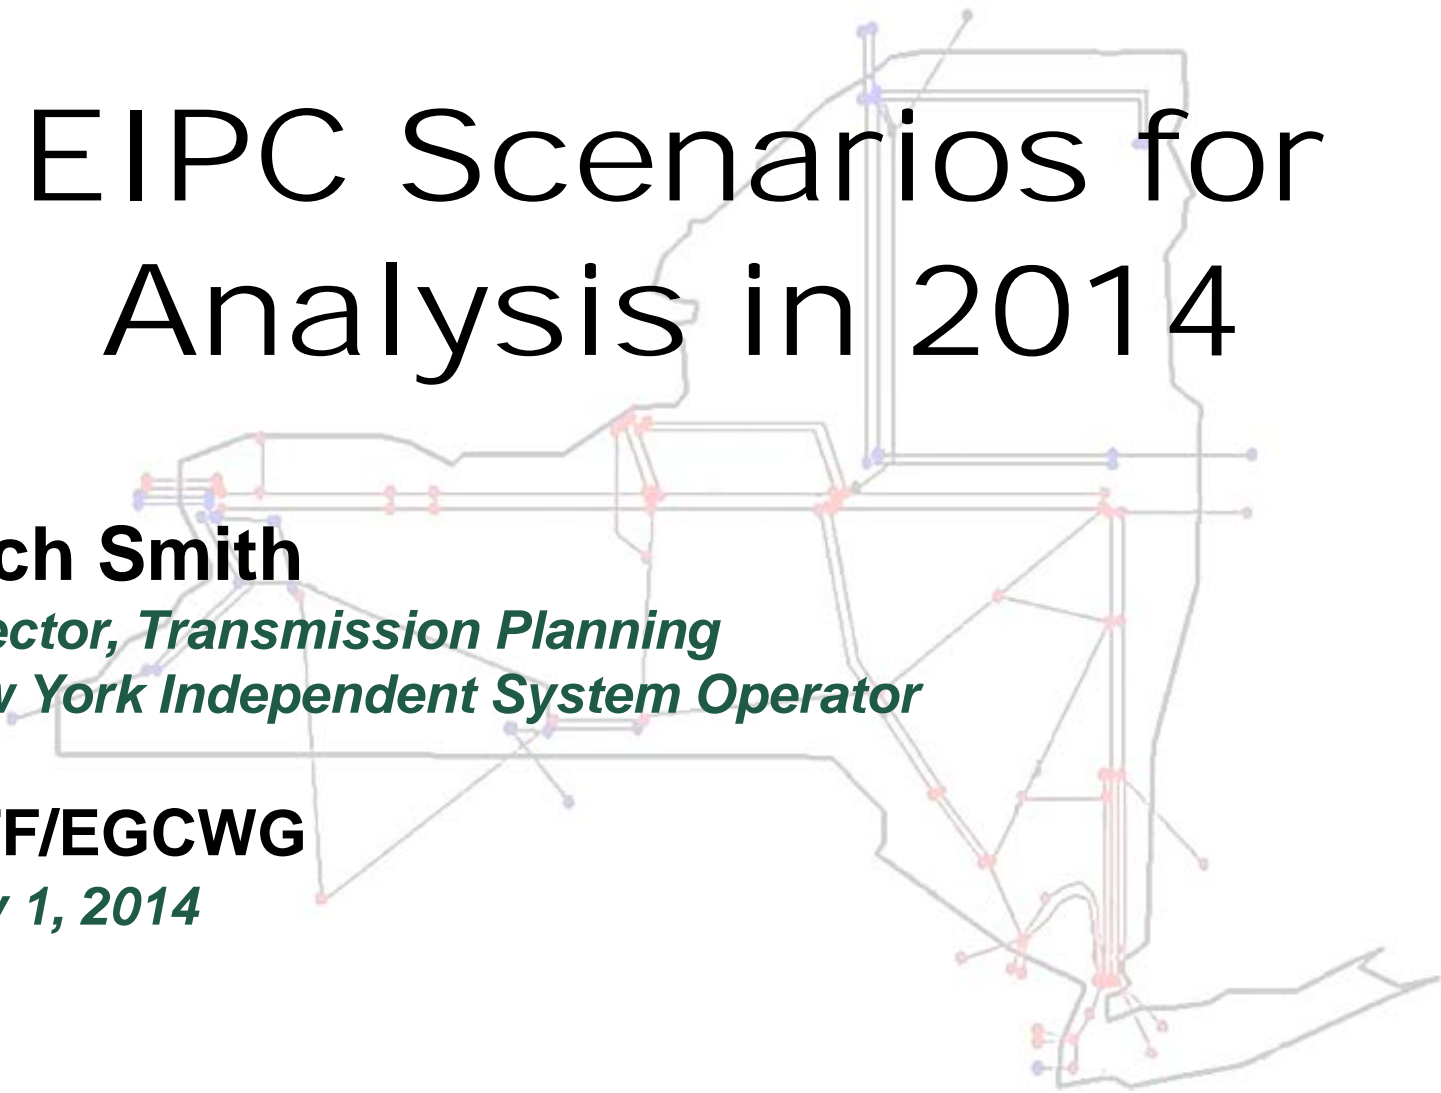 EIPC Scenarios for
Analysis in 2014
ch Smith
ector, Transmission Planning
w York Independent System Operator
F/EGCWG
y 1, 2014